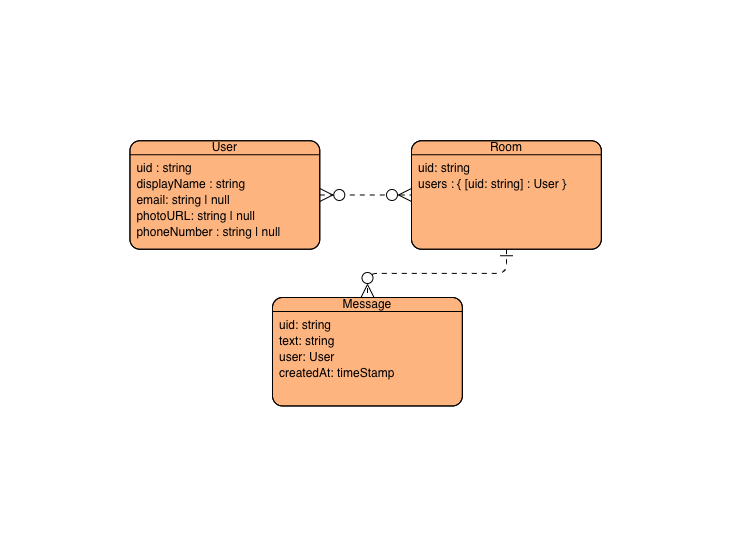 User
uid : string
displayName : string
email: string | null
photoURL: string | null
phoneNumber : string | null
Room
uid: string
users : { [uid: string] : User }
Message
uid: string
text: string
user: User
createdAt: timeStamp